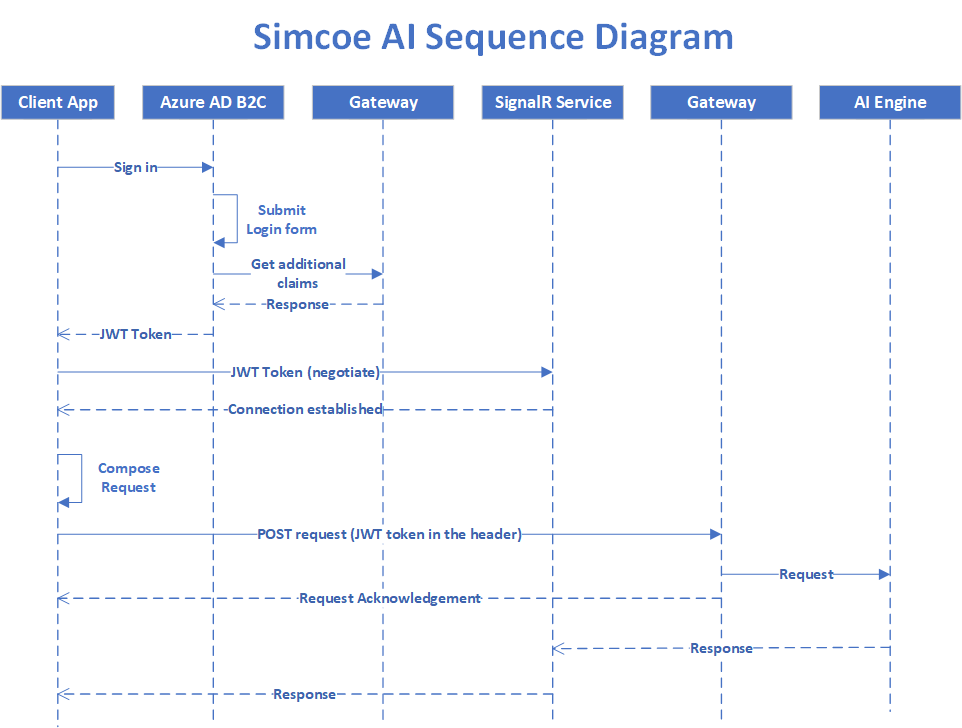 Simcoe AI Sequence Diagram
Client App
Azure AD B2C
Gateway
SignalR Service
Gateway
AI Engine
Sign in
Submit
Login form
Get additional
claims
Response
JWT Token
JWT Token (negotiate)
Connection established
Compose
Request
POST request (JWT token in the header)
Request
Request Acknowledgement
Response
Response